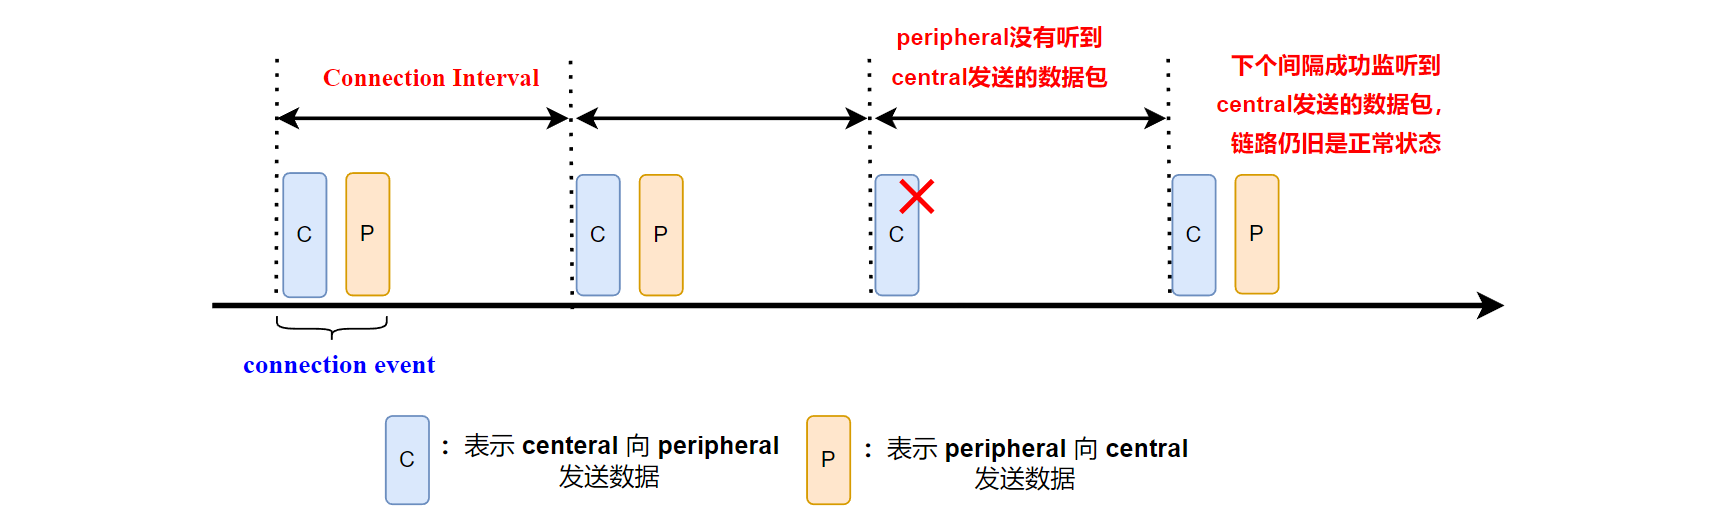 peripheral没有听到
central发送的数据包
Connection Interval
下个间隔成功监听到
central发送的数据包,
链路仍旧是正常状态
C
P
C
P
C
C
P
connection event
C
：表示 centeral 向 peripheral
发送数据
P
：表示 peripheral 向 central
发送数据